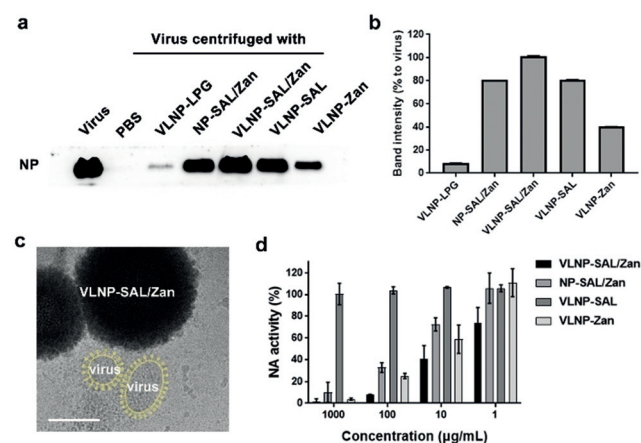 a
Virus centrifuged with
Virus
PBS
VLNP-LPG
NP-SAL/Zan
VLNP-SAL/Zan
VLNP-SAL
VLNP-Zan
NP
b
Band intensity (% to virus)
120
100
80
60
40
20
0
VLNP-LPG
NP-SAL/Zan
VLNP-SAL/Zan
VLNP-SAL
VLNP-Zan
c
VLNP-SAL/Zan
virus
virus
d
VLNP-SAL/Zan
NP-SAL/Zan
VLNP-SAL
VLNP-Zan
NA activity (%)
120
100
80
60
40
20
0
1000 100 10 1
Concentration (µg/mL)